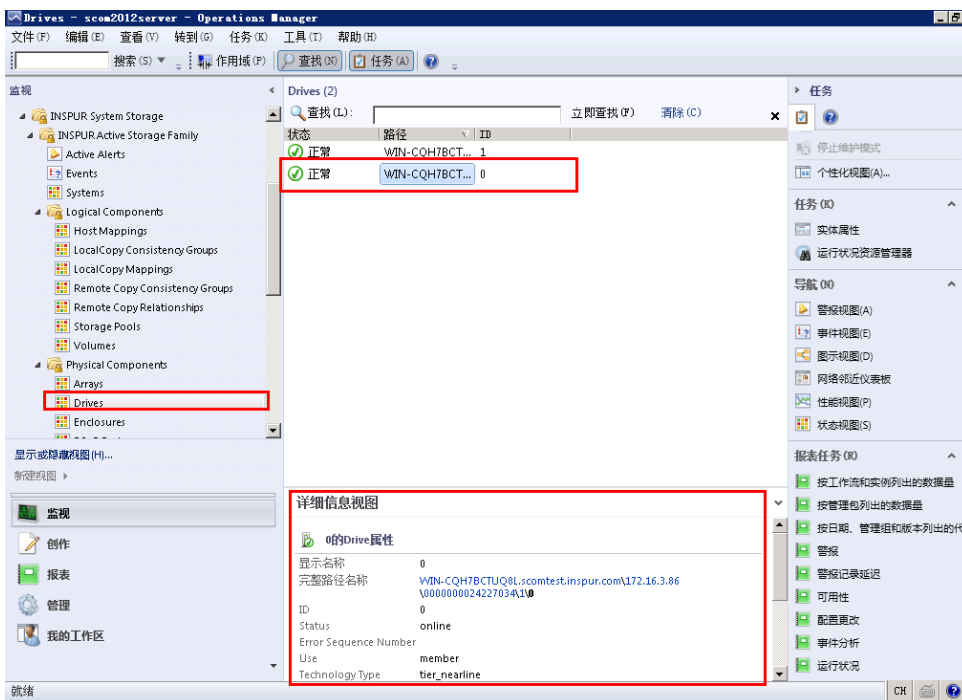 Drives - scom2012server - Operations Manager
文件(F) 编辑(E) 查看(V) 转到(G) 任务(K) 工具(T) 帮助(H)
搜索(S) 作用域(P) 查找(N) 任务(A)
监视
INSPUR System Storage
INSPUR Active Storage Family
Active Alerts
Events
Systems
Logical Components
Host Mappings
LocalCopy Consistency Groups
LocalCopy Mappings
Remote Copy Consistency Groups
Remote Copy Relationships
Storage Pools
Volumes
Physical Components
Arrays
Drives
Enclosures
显示或隐藏视图(H)...
新建视图
监视
创作
报表
管理
我的工作区
就绪
Drives (2)
查找(L): 立即查找(F) 清除(C)
状态 路径 ID
正常 WIN-CQH7BCT... 1
正常 WIN-CQH7BCT... 0
详细信息视图
0的Drive属性
显示名称 0
完整路径名称 WIN-CQH7BCTUQ8L.scomtest.inspur.com\172.16.3.86
\0000000024227034\1\0
ID 0
Status online
Error Sequence Number
Use member
Technology Type tier_nearline
任务
停止维护模式
个性化视图(A)...
任务(K)
实体属性
运行状况资源管理器
导航(N)
警报视图(A)
事件视图(E)
图示视图(D)
网络邻近仪表板
性能视图(P)
状态视图(S)
报表任务(R)
按工作流和实例列出的数据量
按管理包列出的数据量
按日期、管理组和版本列出的代
警报
警报记录延迟
可用性
配置更改
事件分析
运行状况
CH